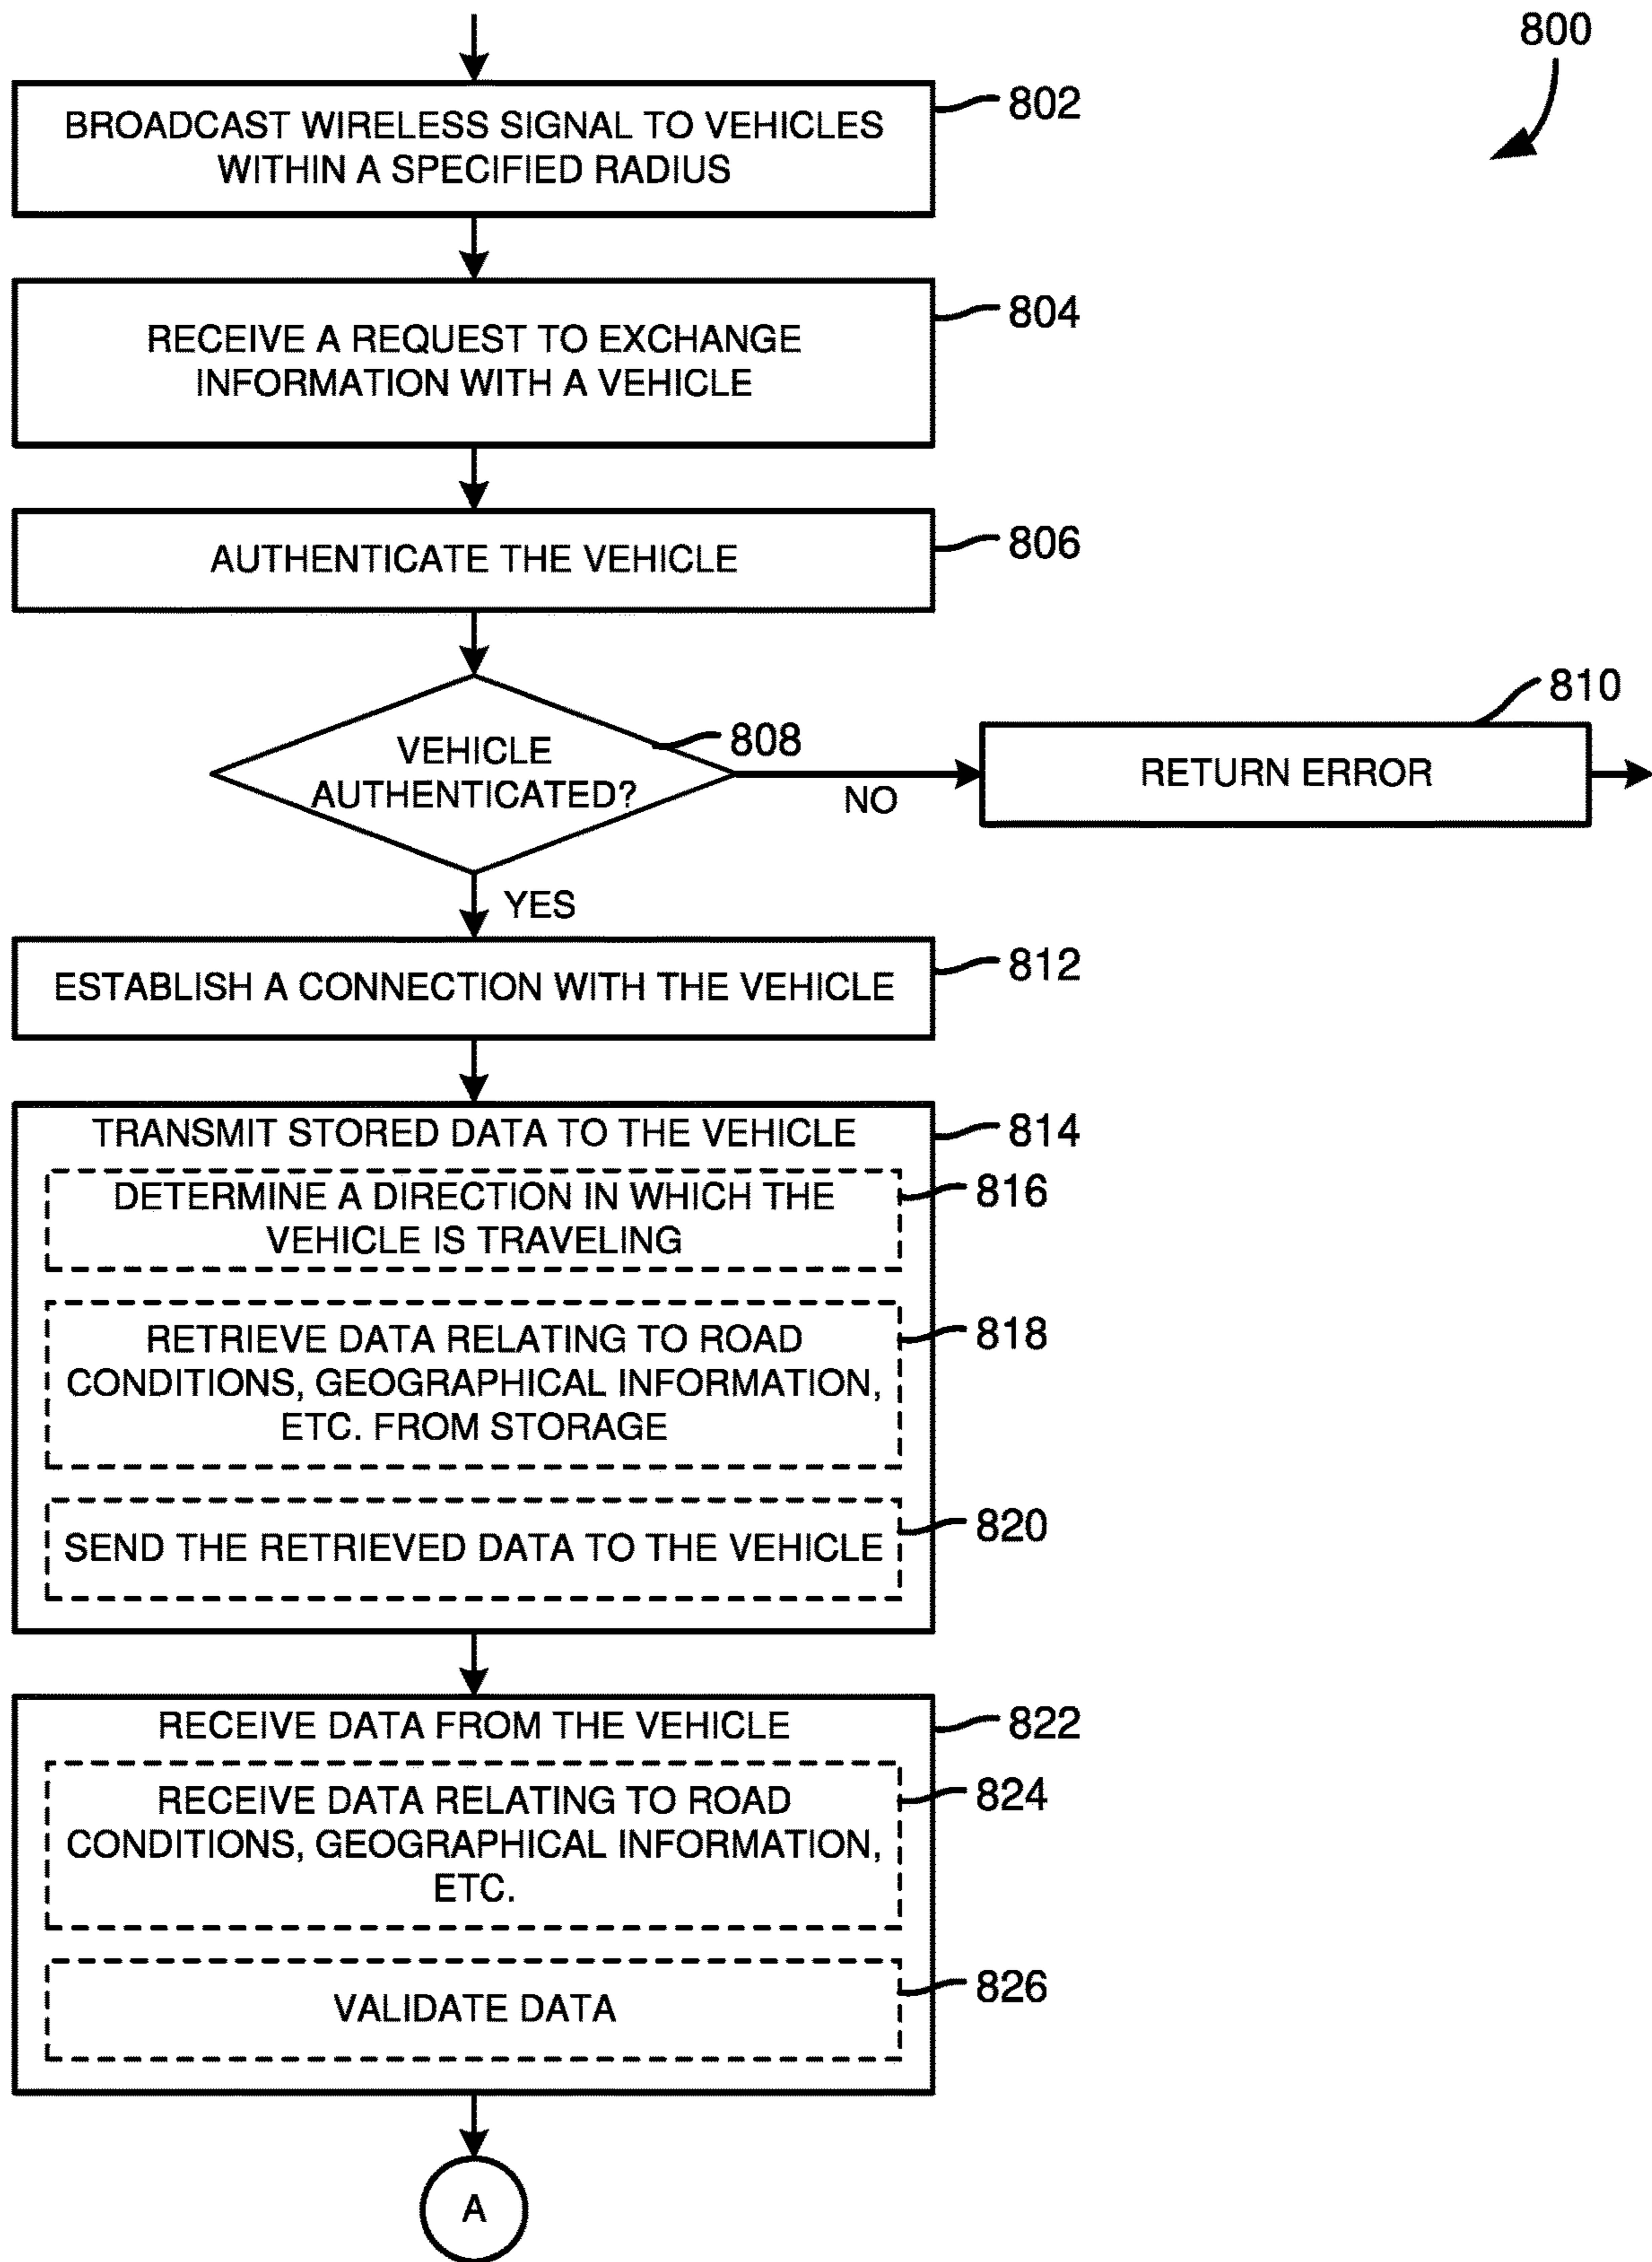 800
BROADCAST WIRELESS SIGNAL TO VEHICLES
WITHIN A SPECIFIED RADIUS
802
RECEIVE A REQUEST TO EXCHANGE
INFORMATION WITH A VEHICLE
804
AUTHENTICATE THE VEHICLE
806
VEHICLE
AUTHENTICATED?
808
NO
RETURN ERROR
810
YES
ESTABLISH A CONNECTION WITH THE VEHICLE
812
TRANSMIT STORED DATA TO THE VEHICLE
814
DETERMINE A DIRECTION IN WHICH THE
VEHICLE IS TRAVELING
816
RETRIEVE DATA RELATING TO ROAD
CONDITIONS, GEOGRAPHICAL INFORMATION,
ETC. FROM STORAGE
818
SEND THE RETRIEVED DATA TO THE VEHICLE
820
RECEIVE DATA FROM THE VEHICLE
822
RECEIVE DATA RELATING TO ROAD
CONDITIONS, GEOGRAPHICAL INFORMATION,
ETC.
824
VALIDATE DATA
826
A